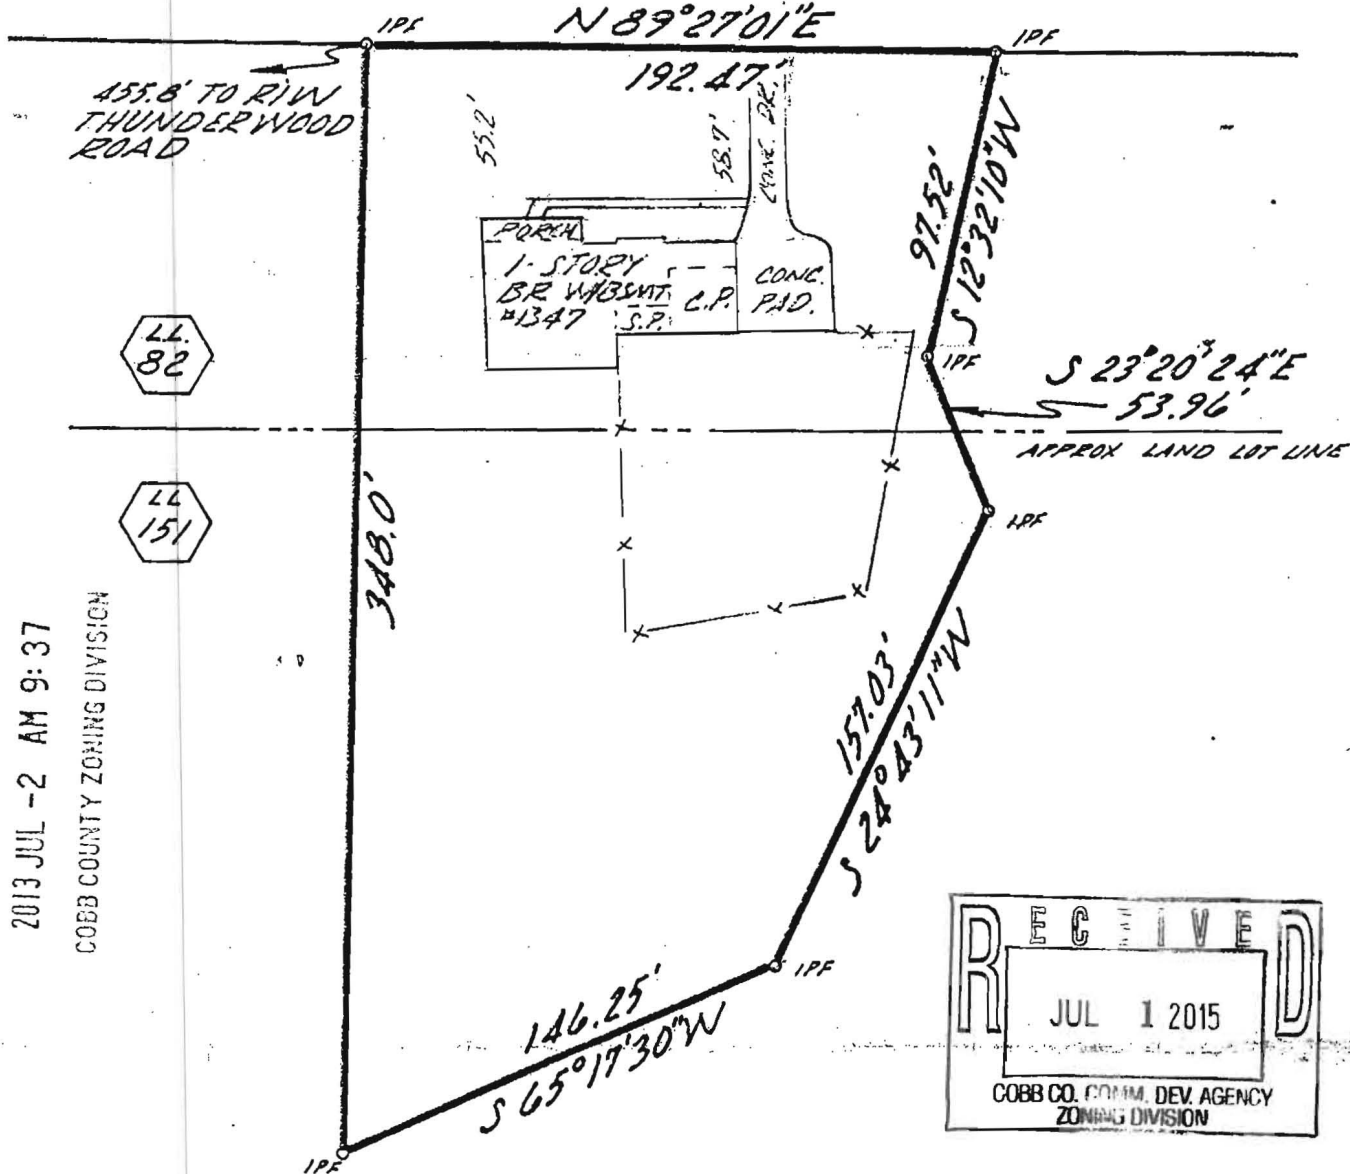 IPF
N 89°27'01"E
IPF
192.47'
455.8' TO R/W
THUNDERWOOD
ROAD
55.2'
58.7'
CONC. DR.
97.52'
S 12°32'10"W
PORCH
1-STORY
BR W/BSMT.
#1347
S.P.
C.P.
CONC.
PAD.
LL.
82
IPF
S 23°20'24"E
53.96'
APPROX LAND LOT LINE
LL
151
348.0'
IPF
2013 JUL -2 AM 9:37
COBB COUNTY ZONING DIVISION
157.03'
S 24°43'11"W
IPF
146.25'
S 65°17'30"W
IPF
RECEIVED
JUL 1 2015
COBB CO. COMM. DEV. AGENCY
ZONING DIVISION